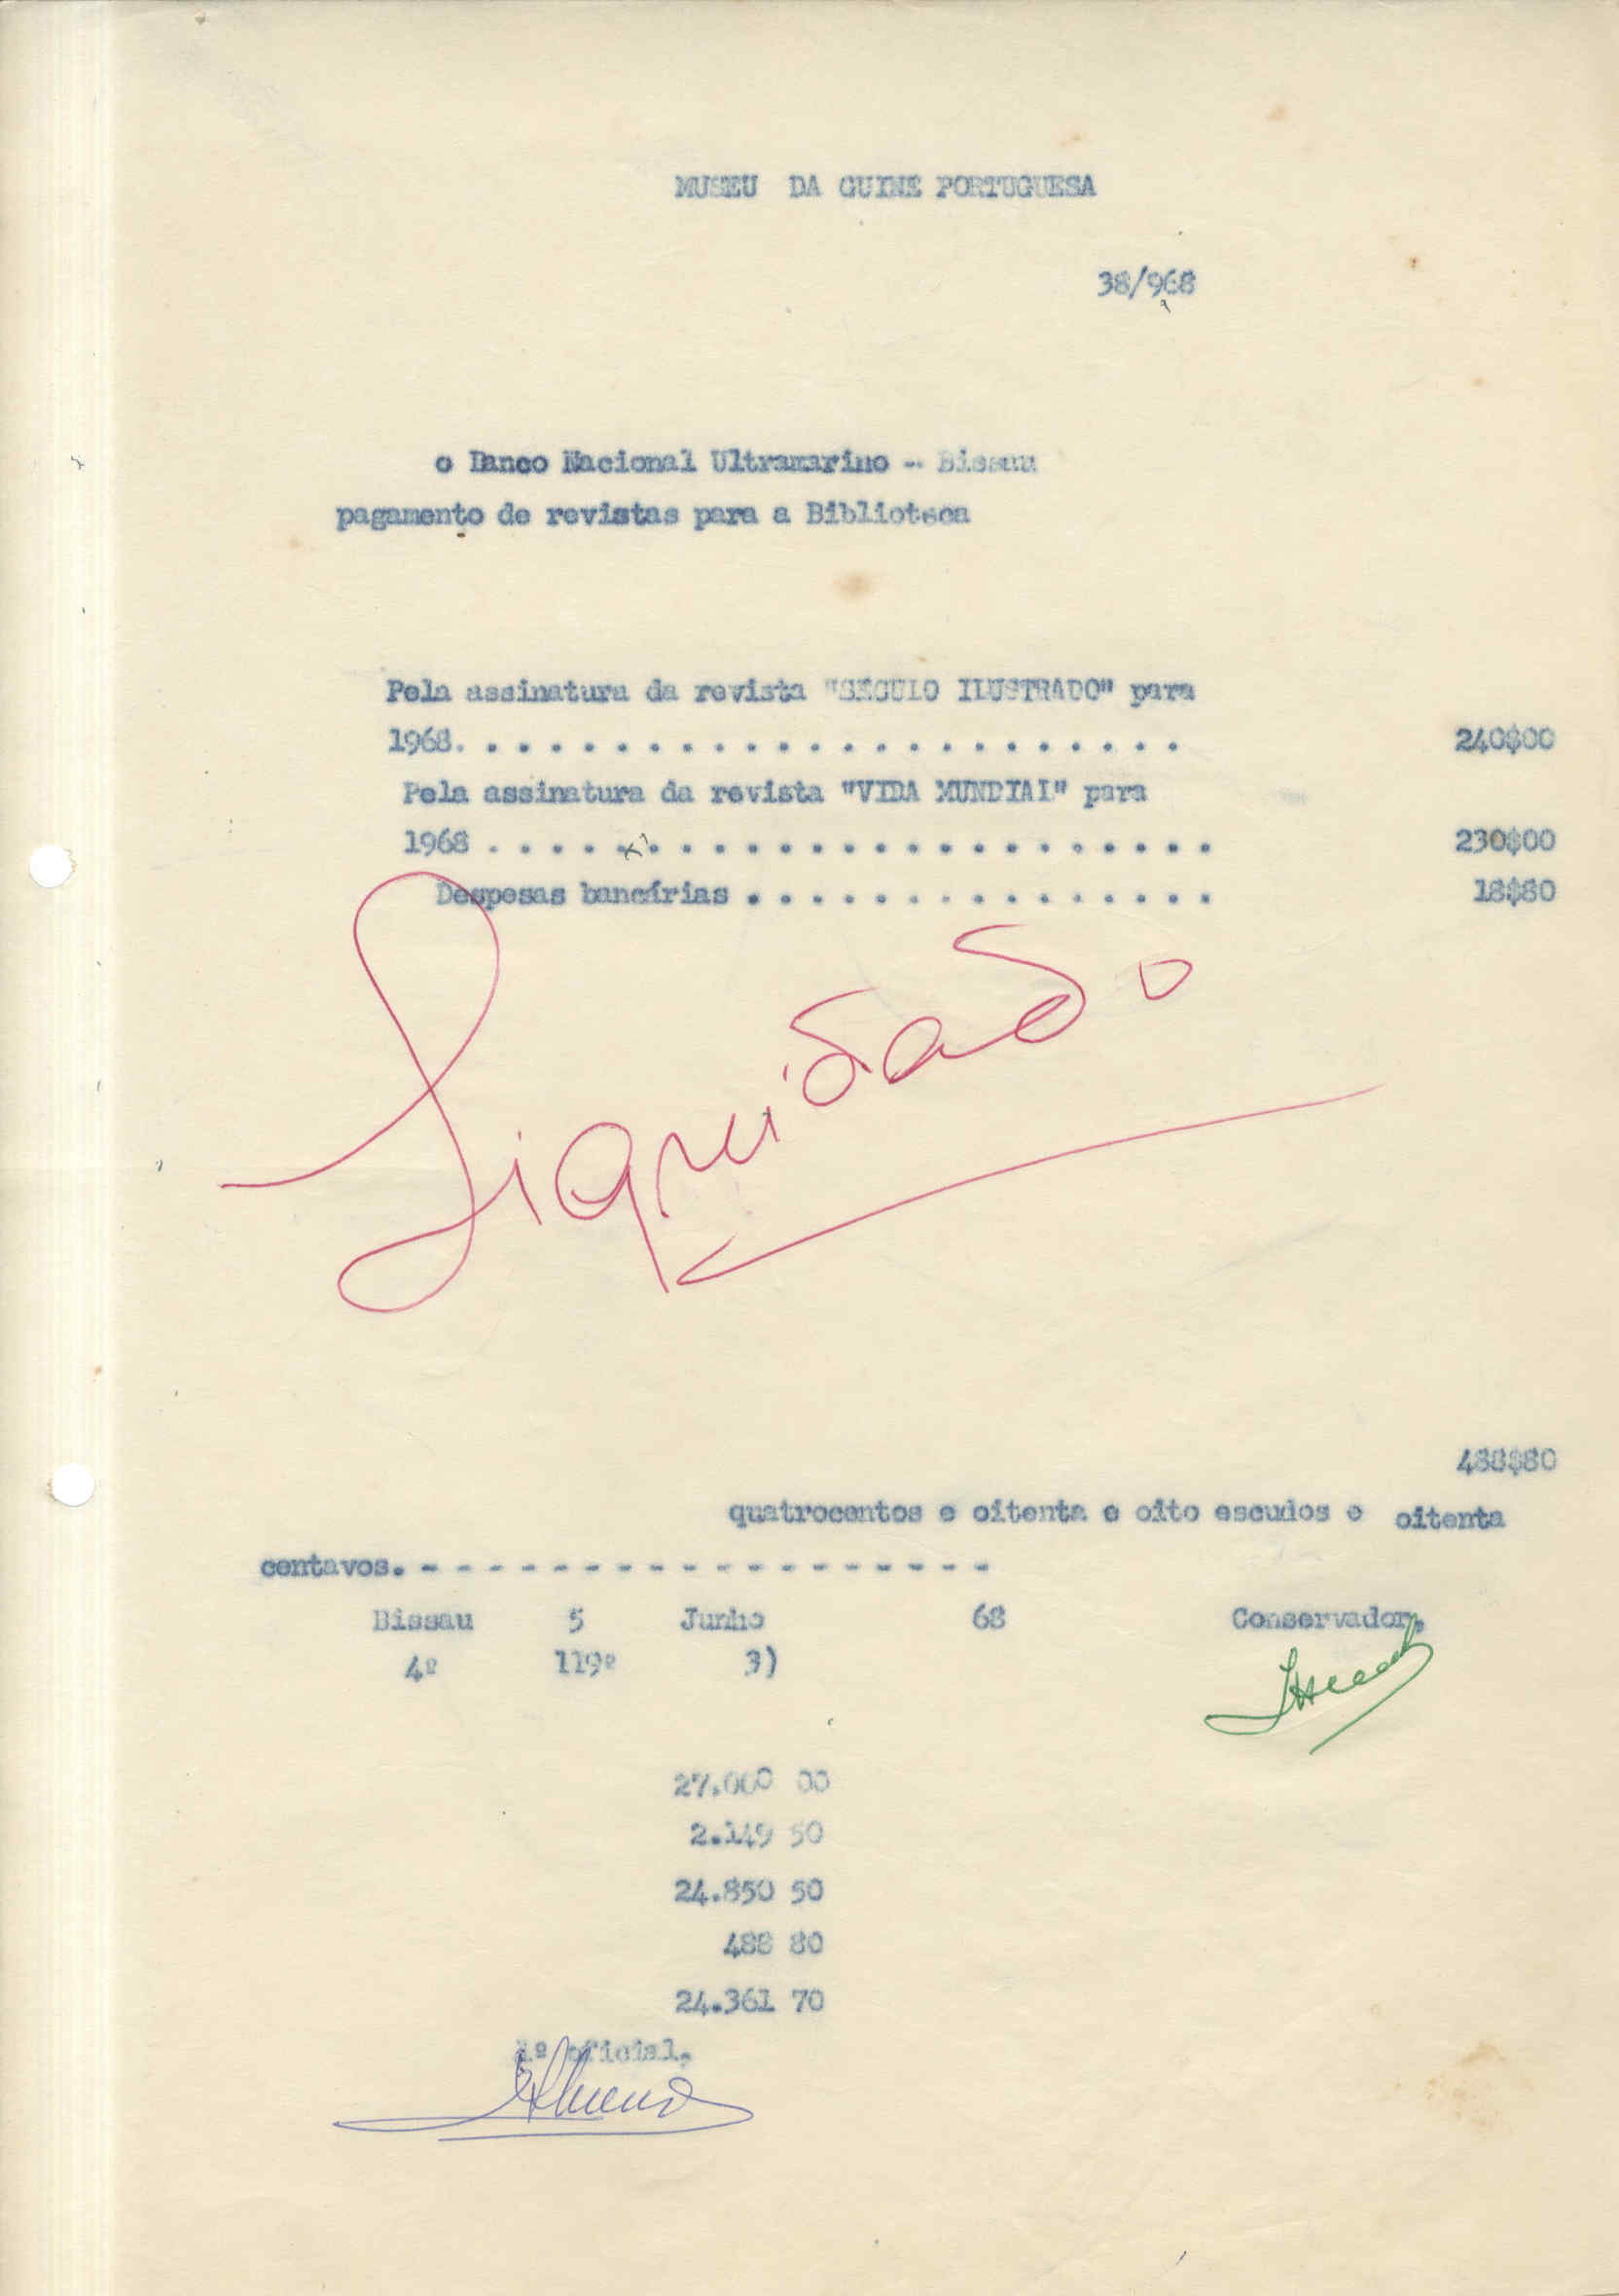 MUSEU DA GUINE PORTUGUESA
38/968
o Banco Nacional Ultramarino -- Bissau
pagamento de revistas para a Biblioteca
Pela assinatura da revista "SÉCULO ILUSTRADO" para
1968. . . . . . . . . . . . . . . . . . . . . . . 240$00
Pela assinatura da revista "VIDA MUNDIAL" para
1968 . . . . . . . . . . . . . . . . . . . . . . . 230$00
Despesas bancárias . . . . . . . . . . . . . . . 18$80
Liquidado
488$80
quatrocentos e oitenta e oito escudos e oitenta
centavos. - - - - - - - - - - - - - - - - - -
Bissau 5 Junho 68 Conservador,
4º 119º 3)
27.000 00
2.149 50
24.850 50
488 80
24.361 70
1º oficial,